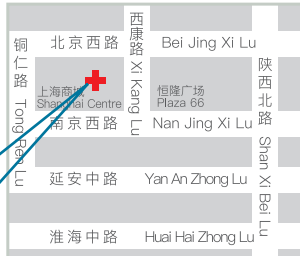 铜仁路 Tong Ren Lu
西康路 Xi Kang Lu
北京西路 Bei Jing Xi Lu
陕西北路 Shan Xi Bei Lu
上海商城
Shanghai Centre
恒隆广场
Plaza 66
南京西路 Nan Jing Xi Lu
延安中路 Yan An Zhong Lu
淮海中路 Huai Hai Zhong Lu